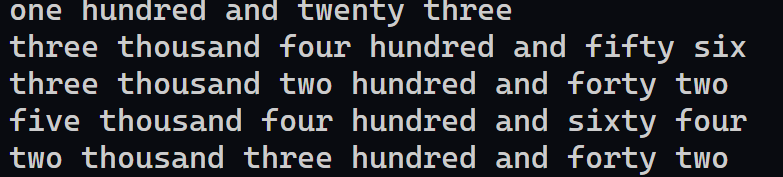 one hundred and twenty three
three thousand four hundred and fifty six
three thousand two hundred and forty two
five thousand four hundred and sixty four
two thousand three hundred and forty two